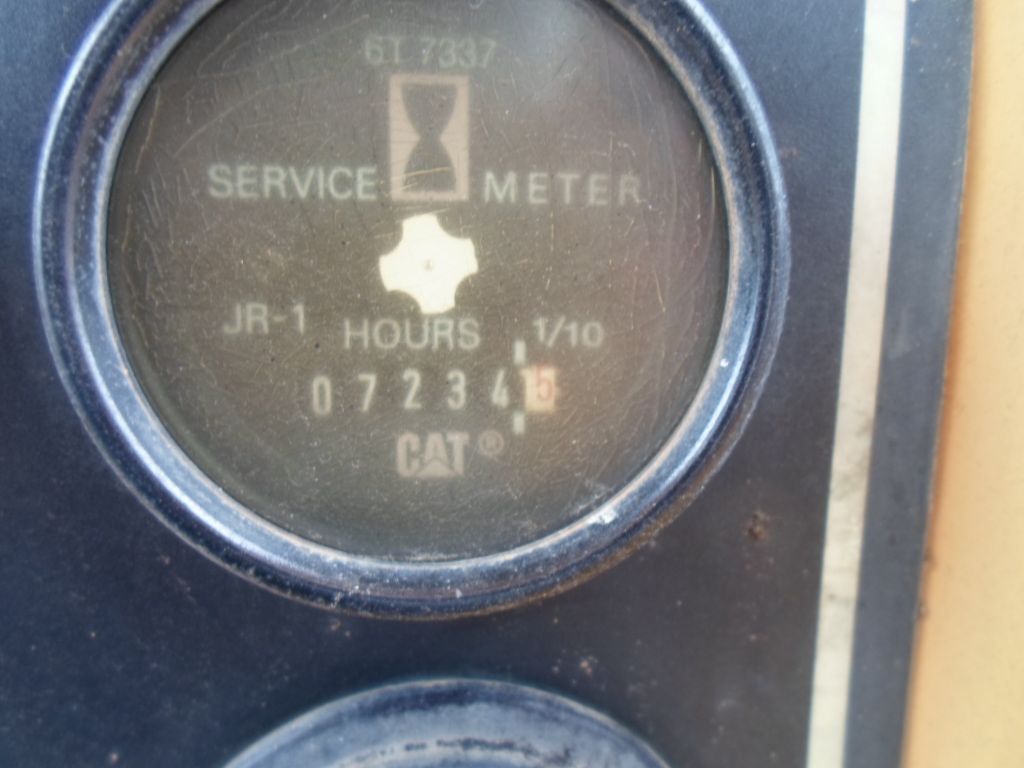 6T 7337
SERVICE METER
JR-1 HOURS 1/10
0 7 2 3 4 5
CAT®